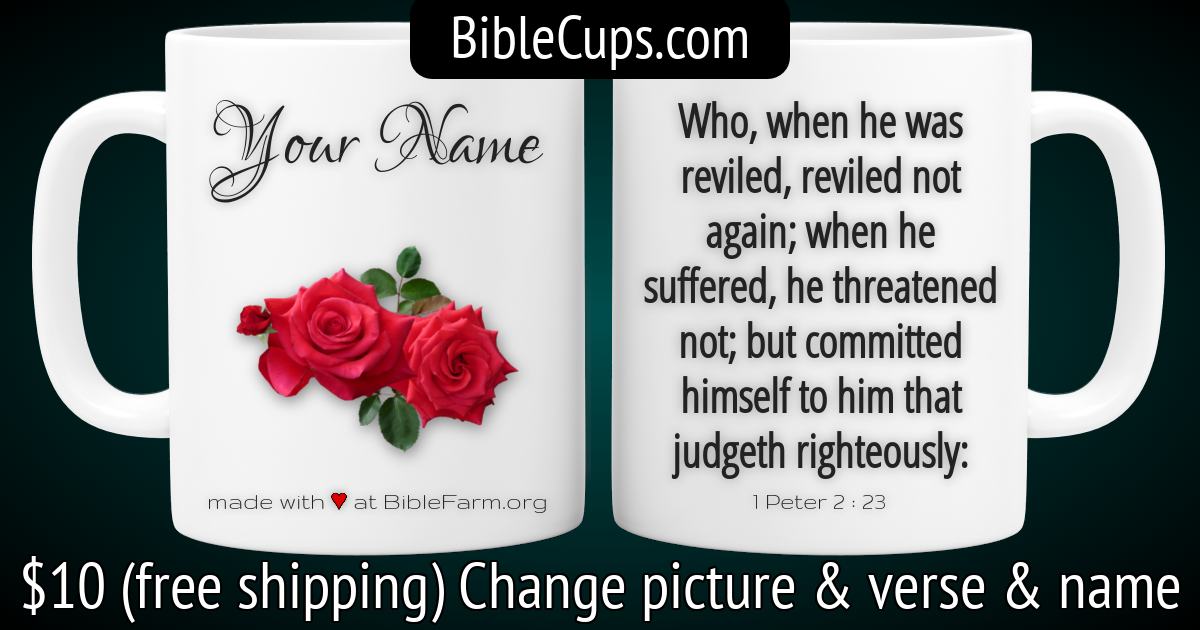 BibleCups.com
Your Name
made with ♥ at BibleFarm.org
Who, when he was
reviled, reviled not
again; when he
suffered, he threatened
not; but committed
himself to him that
judgeth righteously:
1 Peter 2 : 23
$10 (free shipping) Change picture & verse & name